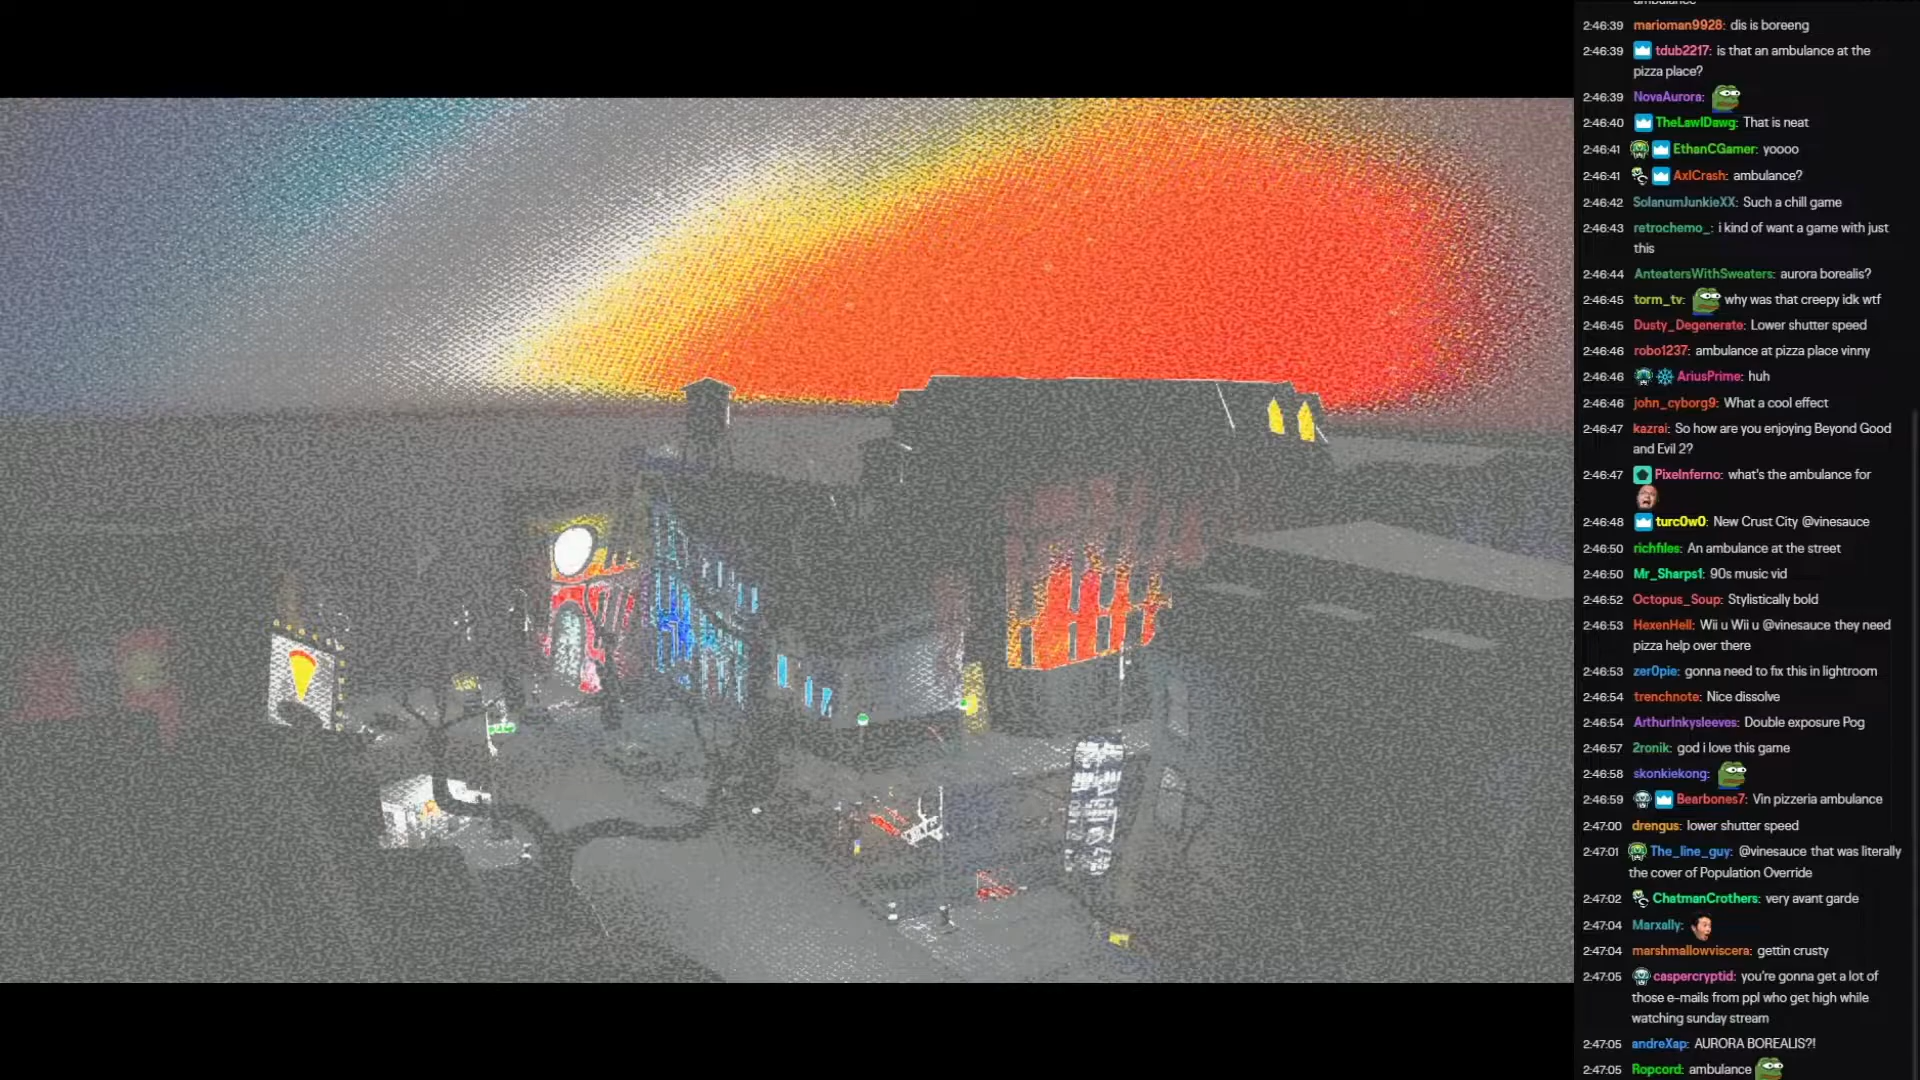 ambulance
2:46:39 marioman9928: dis is boreeng
2:46:39 tdub2217: is that an ambulance at the
pizza place?
2:46:39 NovaAurora:
2:46:40 TheLawlDawg: That is neat
2:46:41 EthanCGamer: yoooo
2:46:41 AxlCrash: ambulance?
2:46:42 SolanumJunkieXX: Such a chill game
2:46:43 retrochemo_: i kind of want a game with just
this
2:46:44 AnteatersWithSweaters: aurora borealis?
2:46:45 torm_tv: why was that creepy idk wtf
2:46:45 Dusty_Degenerate: Lower shutter speed
2:46:46 robo1237: ambulance at pizza place vinny
2:46:46 AriusPrime: huh
2:46:46 john_cyborg9: What a cool effect
2:46:47 kazrai: So how are you enjoying Beyond Good
and Evil 2?
2:46:47 PixelInferno: what's the ambulance for
2:46:48 turc0w0: New Crust City @vinesauce
2:46:50 richfiles: An ambulance at the street
2:46:50 Mr_Sharps1: 90s music vid
2:46:52 Octopus_Soup: Stylistically bold
2:46:53 HexenHell: Wii u Wii u @vinesauce they need
pizza help over there
2:46:53 zer0pie: gonna need to fix this in lightroom
2:46:54 trenchnote: Nice dissolve
2:46:54 ArthurInkysleeves: Double exposure Pog
2:46:57 2ronik: god i love this game
2:46:58 skonkiekong:
2:46:59 Bearbones7: Vin pizzeria ambulance
2:47:00 drengus: lower shutter speed
2:47:01 The_line_guy: @vinesauce that was literally
the cover of Population Override
2:47:02 ChatmanCrothers: very avant garde
2:47:04 Marxally:
2:47:04 marshmallowviscera: gettin crusty
2:47:05 caspercryptid: you're gonna get a lot of
those e-mails from ppl who get high while
watching sunday stream
2:47:05 andreXap: AURORA BOREALIS?!
2:47:05 Ropcord: ambulance